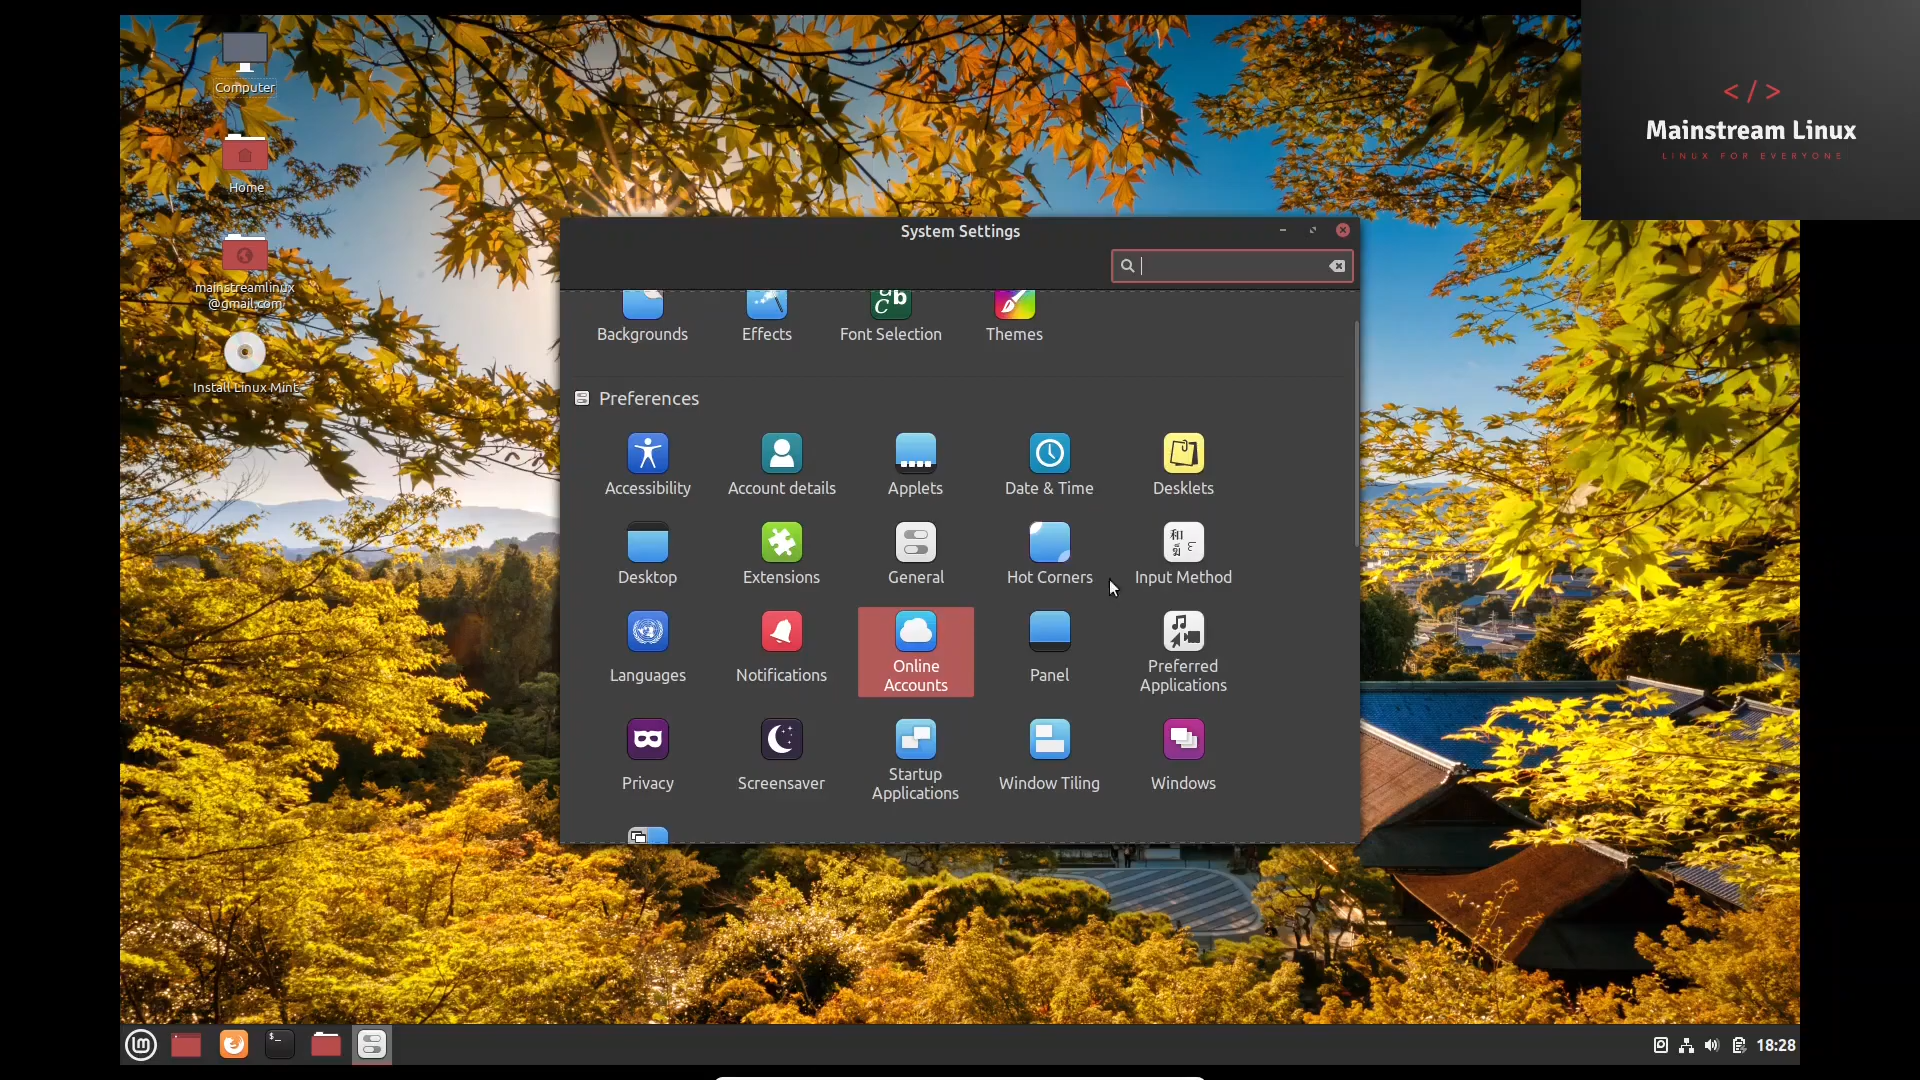 Computer
Home
mainstreamlinux
@gmail.com
Install Linux Mint
</>
Mainstream Linux
LINUX FOR EVERYONE
System Settings
Backgrounds
Effects
Font Selection
Themes
Preferences
Accessibility
Account details
Applets
Date & Time
Desklets
Desktop
Extensions
General
Hot Corners
Input Method
Languages
Notifications
Online
Accounts
Panel
Preferred
Applications
Privacy
Screensaver
Startup
Applications
Window Tiling
Windows
18:28